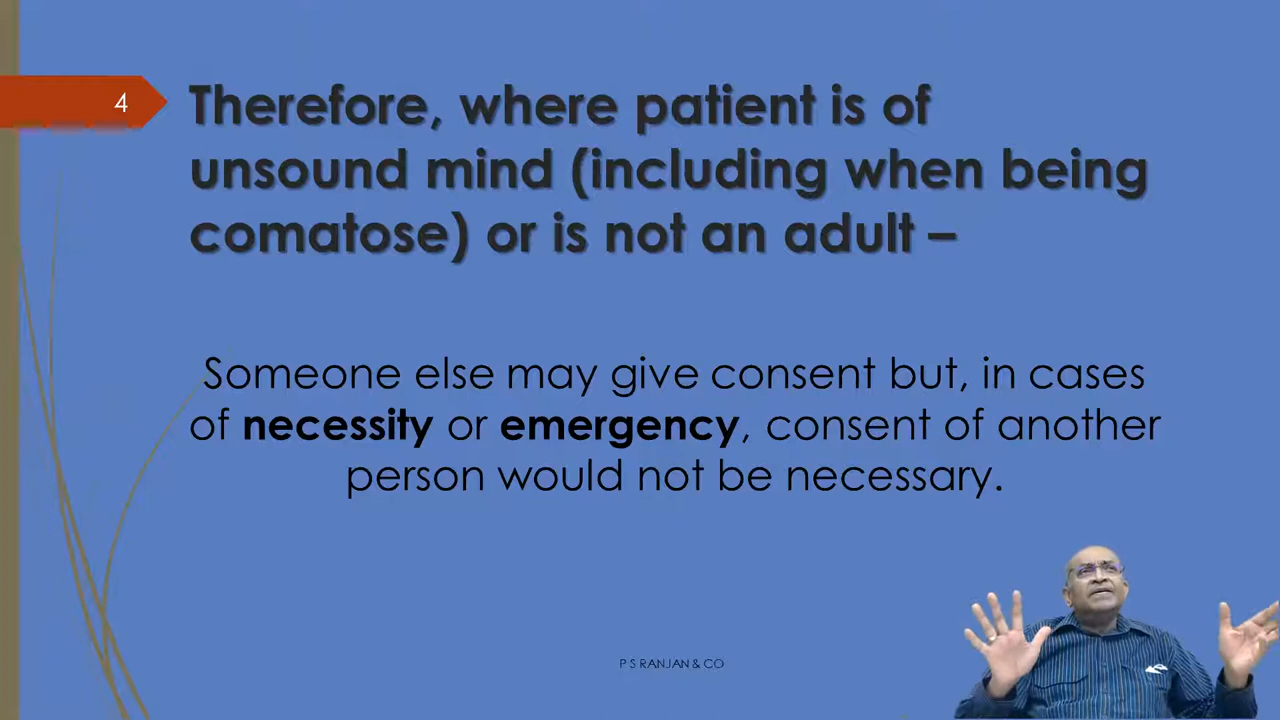 4
Therefore, where patient is of
unsound mind (including when being
comatose) or is not an adult –
Someone else may give consent but, in cases
of necessity or emergency, consent of another
person would not be necessary.
P S RANJAN & CO